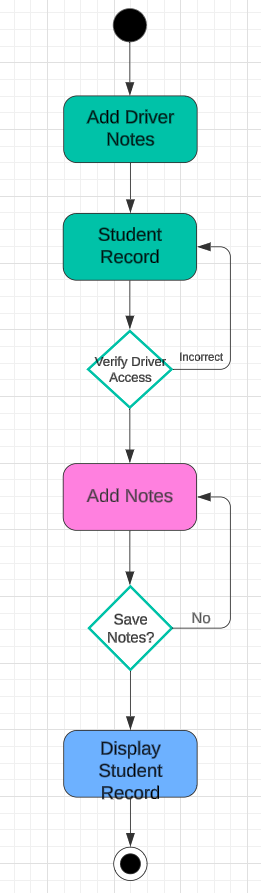 Add Driver
Notes
Student
Record
Verify Driver
Access
Incorrect
Add Notes
Save
Notes?
No
Display
Student
Record